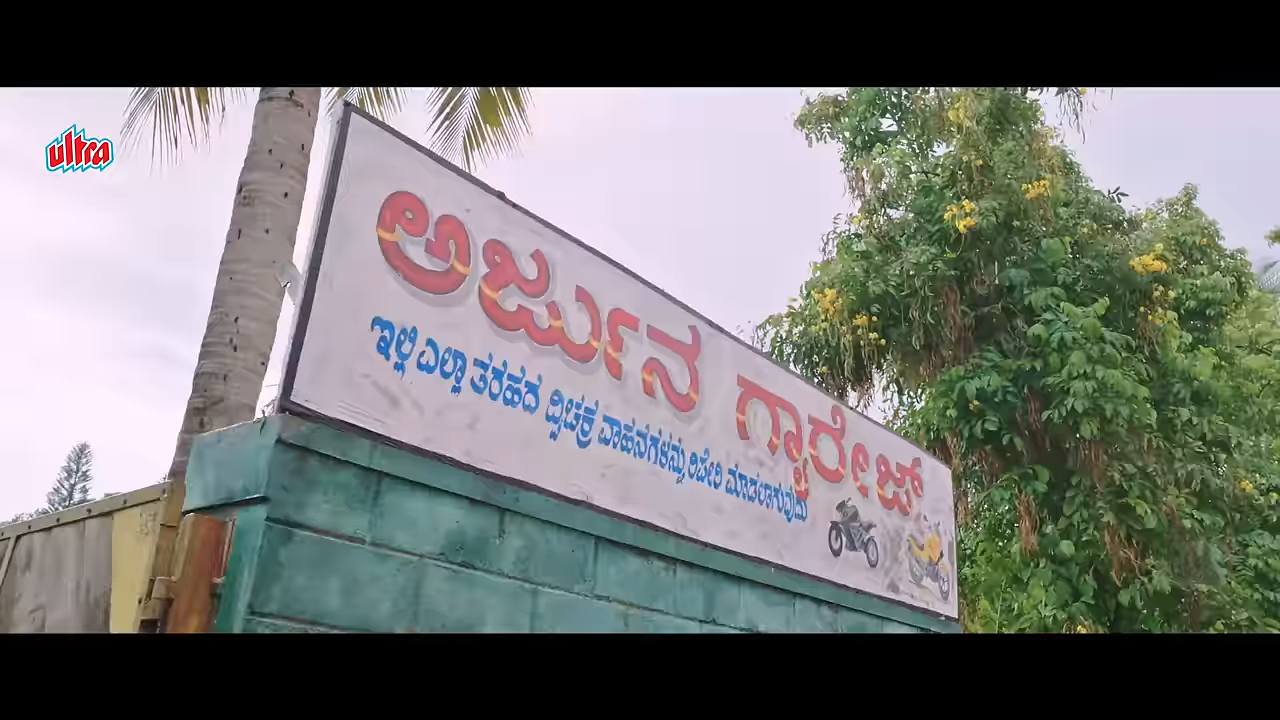 ultra
ಅರ್ಜುನ ಗ್ಯಾರೇಜ್
ಇಲ್ಲಿ ಎಲ್ಲಾ ತರಹದ ದ್ವಿಚಕ್ರ ವಾಹನಗಳನ್ನು ರಿಪೇರಿ ಮಾಡಲಾಗುವುದು